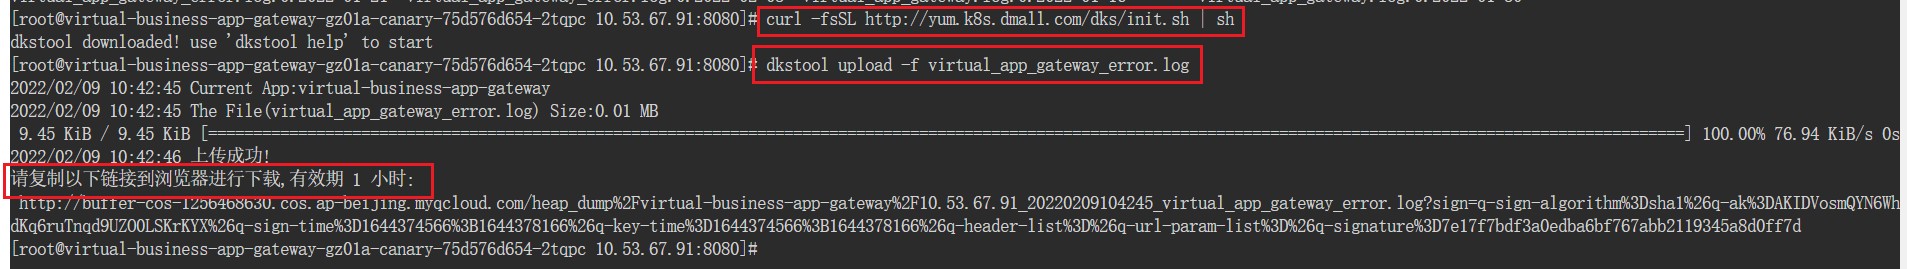 [root@virtual-business-app-gateway-gz01a-canary-75d576d654-2tqpc 10.53.67.91:8080]# curl -fsSL http://yum.k8s.dmall.com/dks/init.sh | sh
dkstool downloaded! use 'dkstool help' to start
[root@virtual-business-app-gateway-gz01a-canary-75d576d654-2tqpc 10.53.67.91:8080]# dkstool upload -f virtual_app_gateway_error.log
2022/02/09 10:42:45 Current App:virtual-business-app-gateway
2022/02/09 10:42:45 The File(virtual_app_gateway_error.log) Size:0.01 MB
9.45 KiB / 9.45 KiB [==============================================================================] 100.00% 76.94 KiB/s 0s
2022/02/09 10:42:46 上传成功!
请复制以下链接到浏览器进行下载,有效期 1 小时:
http://buffer-cos-1256468630.cos.ap-beijing.myqcloud.com/heap_dump%2Fvirtual-business-app-gateway%2F10.53.67.91_20220209104245_virtual_app_gateway_error.log?sign=q-sign-algorithm%3Dsha1%26q-ak%3DAKIDVosmQYN6Wh
dKq6ruTnqd9UZOOLSKrKYX%26q-sign-time%3D1644374566%3B1644378166%26q-key-time%3D1644374566%3B1644378166%26q-header-list%3D%26q-url-param-list%3D%26q-signature%3D7e17f7bdf3a0edba6bf767abb2119345a8d0ff7d
[root@virtual-business-app-gateway-gz01a-canary-75d576d654-2tqpc 10.53.67.91:8080]#